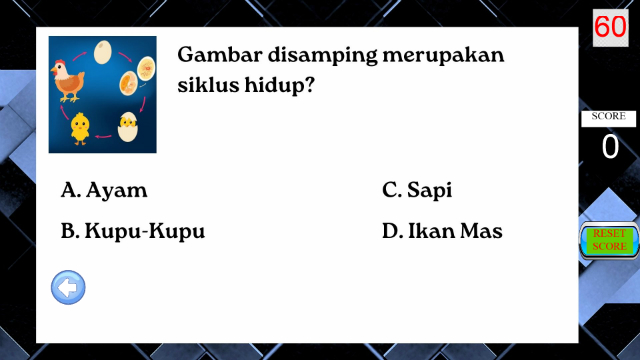 60
Gambar disamping merupakan
siklus hidup?
SCORE
0
A. Ayam
C. Sapi
B. Kupu-Kupu
D. Ikan Mas
RESET
SCORE